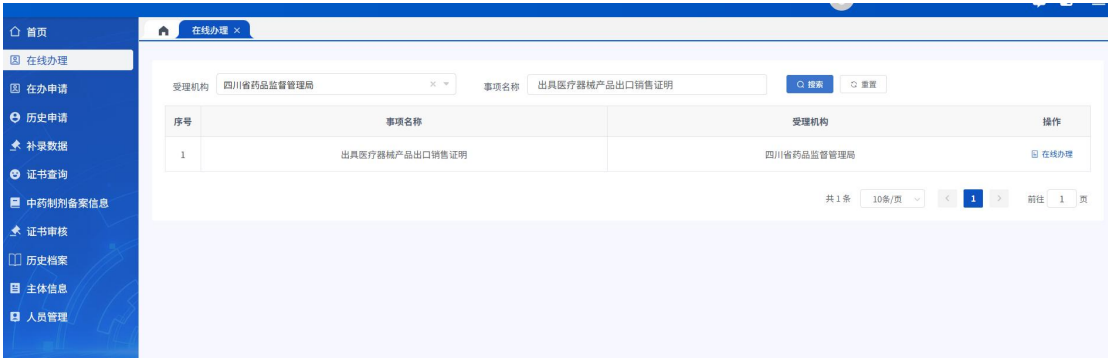 首页
在线办理
在办申请
历史申请
补录数据
证书查询
中药制剂备案信息
证书审核
历史档案
主体信息
人员管理
在线办理 ×
受理机构 四川省药品监督管理局 事项名称 出具医疗器械产品出口销售证明 搜索 重置
序号 事项名称 受理机构 操作
1 出具医疗器械产品出口销售证明 四川省药品监督管理局 在线办理
共1条 10条/页 < 1 > 前往 1 页